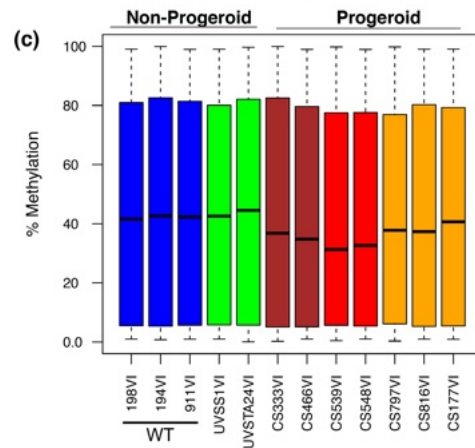 (c)
Non-Progeroid Progeroid
% Methylation
100
80
60
40
20
0.0
198VI
194VI
911VI
UVSS1VI
UVSTA24VI
CS333VI
CS466VI
CS539VI
CS548VI
CS797VI
CS816VI
CS177VI
WT